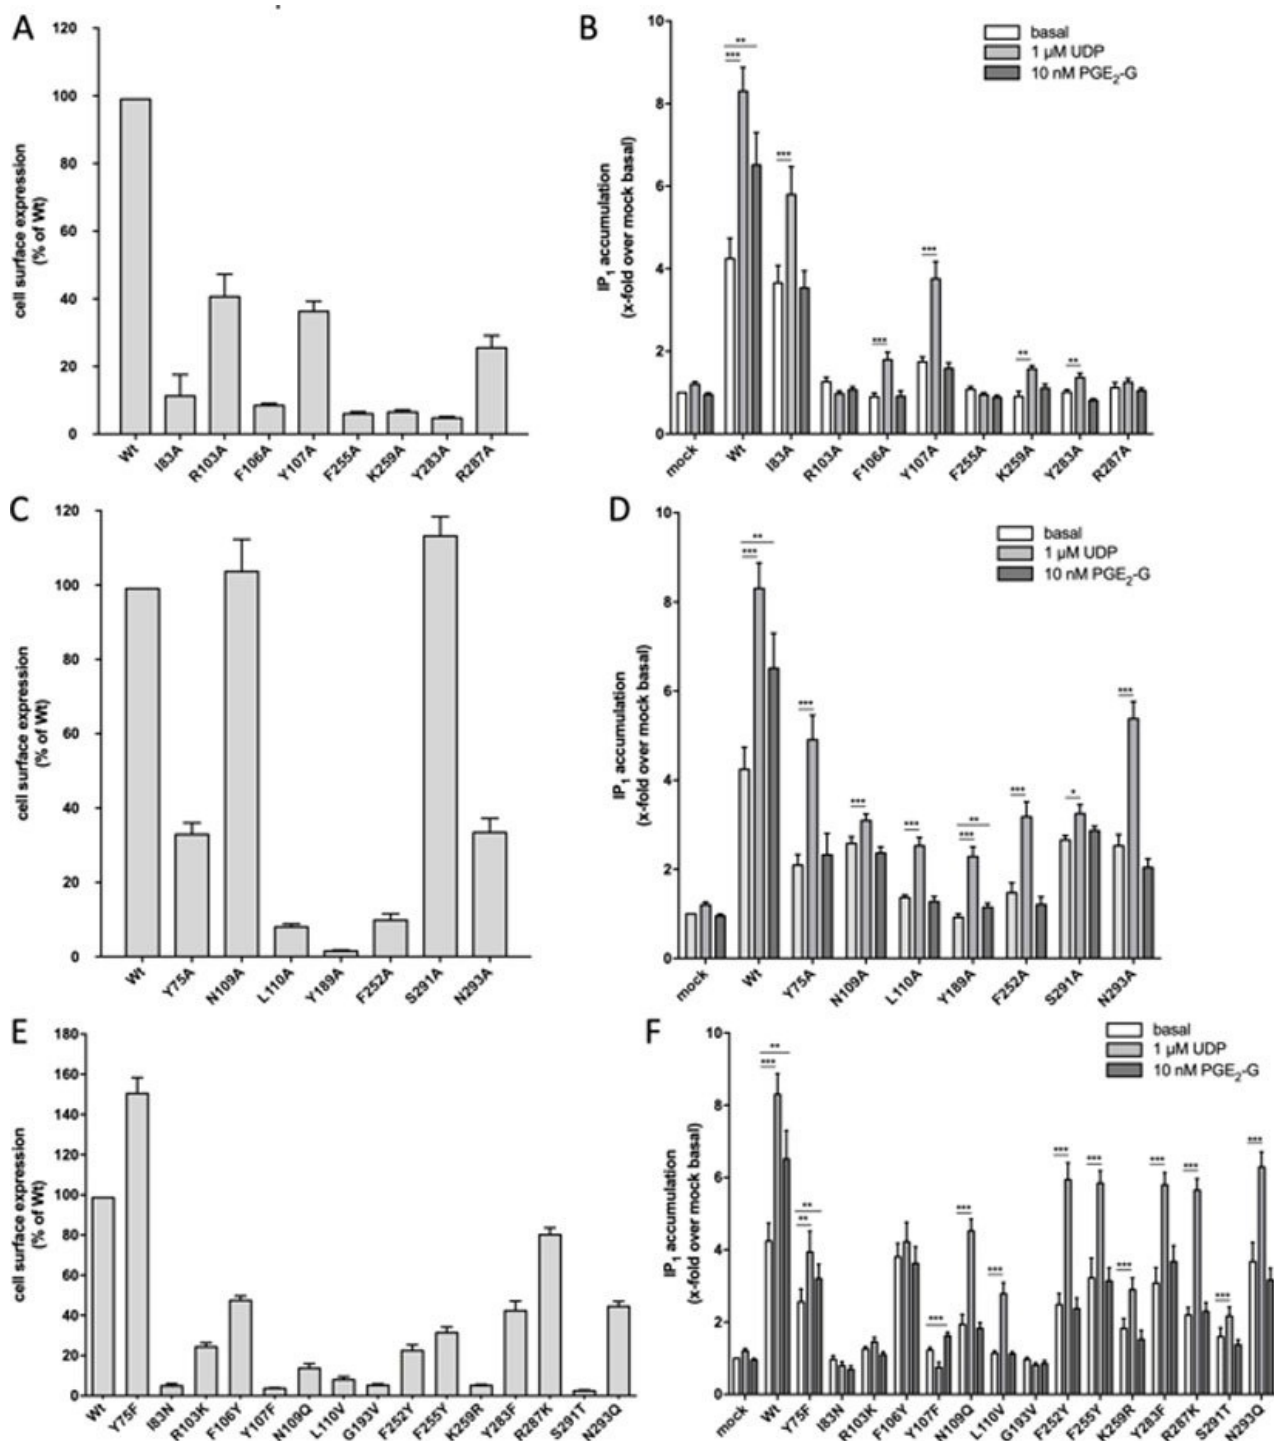 A
120
100
80
60
40
20
0
cell surface expression
(% of Wt)
Wt
I83A
R103A
F106A
Y107A
F255A
K259A
Y283A
R287A
B
basal
1 µM UDP
10 nM PGE2-G
10
8
6
4
2
0
IP1 accumulation
(x-fold over mock basal)
**
***
***
***
***
**
**
mock
Wt
I83A
R103A
F106A
Y107A
F255A
K259A
Y283A
R287A
C
120
100
80
60
40
20
0
cell surface expression
(% of Wt)
Wt
Y75A
N109A
L110A
Y189A
F252A
S291A
N293A
D
basal
1 µM UDP
10 nM PGE2-G
10
8
6
4
2
0
IP1 accumulation
(x-fold over mock basal)
**
***
***
***
***
**
***
***
*
***
mock
Wt
Y75A
N109A
L110A
Y189A
F252A
S291A
N293A
E
180
160
140
120
100
80
60
40
20
0
cell surface expression
(% of Wt)
Wt
Y75F
I83N
R103K
F106Y
Y107F
N109Q
L110V
G193V
F252Y
F255Y
K259R
Y283F
R287K
S291T
N293Q
F
basal
1 µM UDP
10 nM PGE2-G
10
8
6
4
2
0
IP1 accumulation
(x-fold over mock basal)
**
***
**
**
***
***
***
***
***
***
***
***
***
***
mock
Wt
Y75F
I83N
R103K
F106Y
Y107F
N109Q
L110V
G193V
F252Y
F255Y
K259R
Y283F
R287K
S291T
N293Q